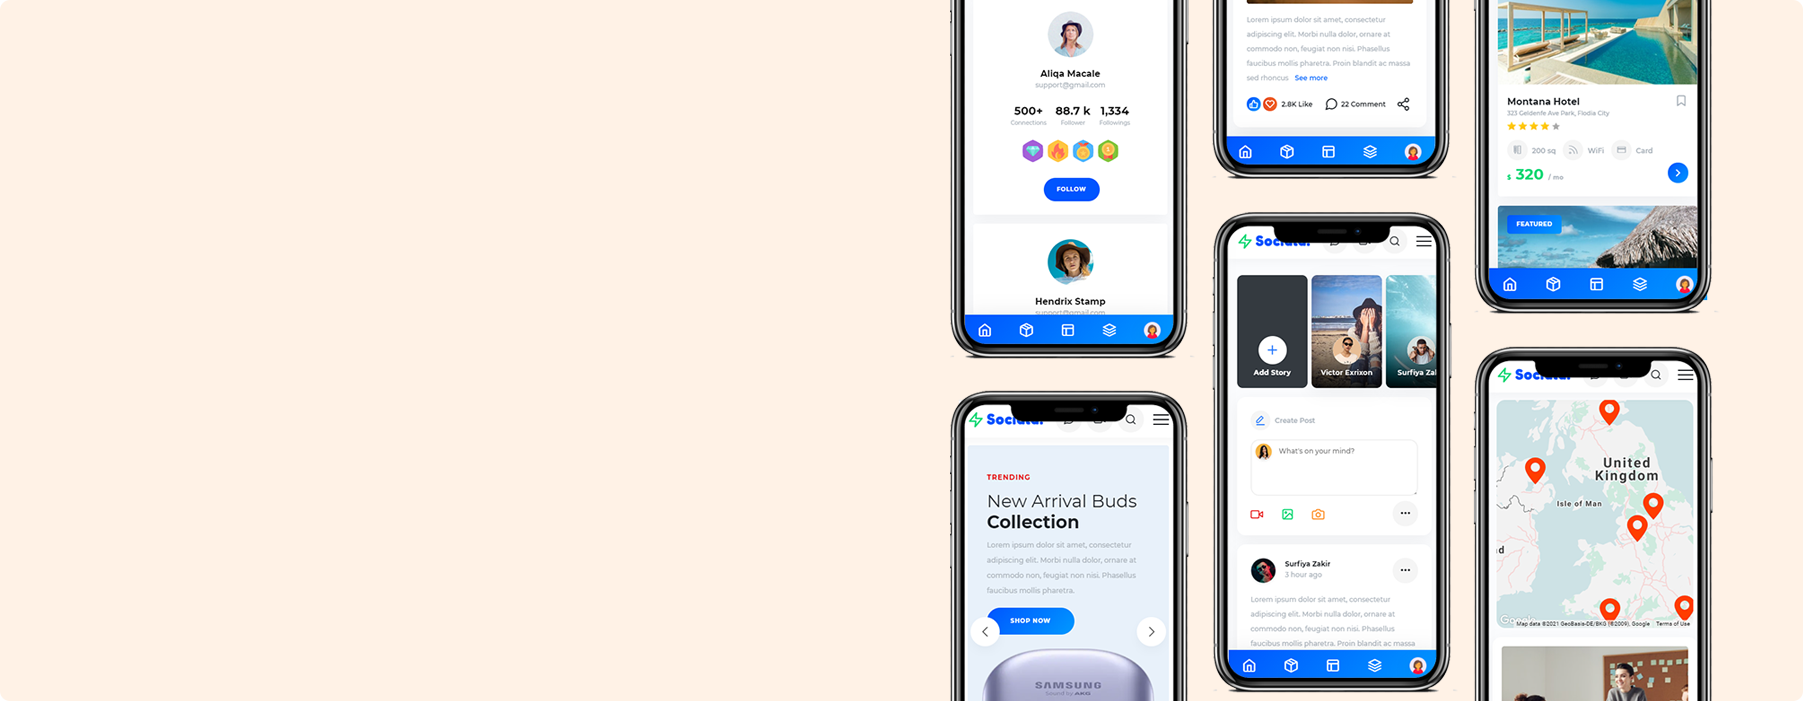 Aliqa Macale
support@gmail.com
500+ 88.7 k 1,334
Connections Follower Followings
FOLLOW
Hendrix Stamp
support@gmail.com
TRENDING
New Arrival Buds
Collection
Lorem ipsum dolor sit amet, consectetur
adipiscing elit. Morbi nulla dolor, ornare at
commodo non, feugiat non nisi. Phasellus
faucibus mollis pharetra.
SHOP NOW
SAMSUNG
Sound by AKG
Lorem ipsum dolor sit amet, consectetur
adipiscing elit. Morbi nulla dolor, ornare at
commodo non, feugiat non nisi. Phasellus
faucibus mollis pharetra. Proin blandit ac massa
sed rhoncus See more
2.8K Like 22 Comment
Add Story
Victor Exrixon
Surfiya
Create Post
What's on your mind?
Surfiya Zakir
3 hour ago
Lorem ipsum dolor sit amet, consectetur
adipiscing elit. Morbi nulla dolor, ornare at
commodo non, feugiat non nisi. Phasellus
faucibus mollis pharetra. Proin blandit ac massa
Montana Hotel
323 Geldenfe Ave Park, Flodia City
200 sq WiFi Card
$ 320 / mo
FEATURED
United
Kingdom
Isle of Man
Google
Map data ©2021 GeoBasis-DE/BKG (©2009), Google Terms of Use